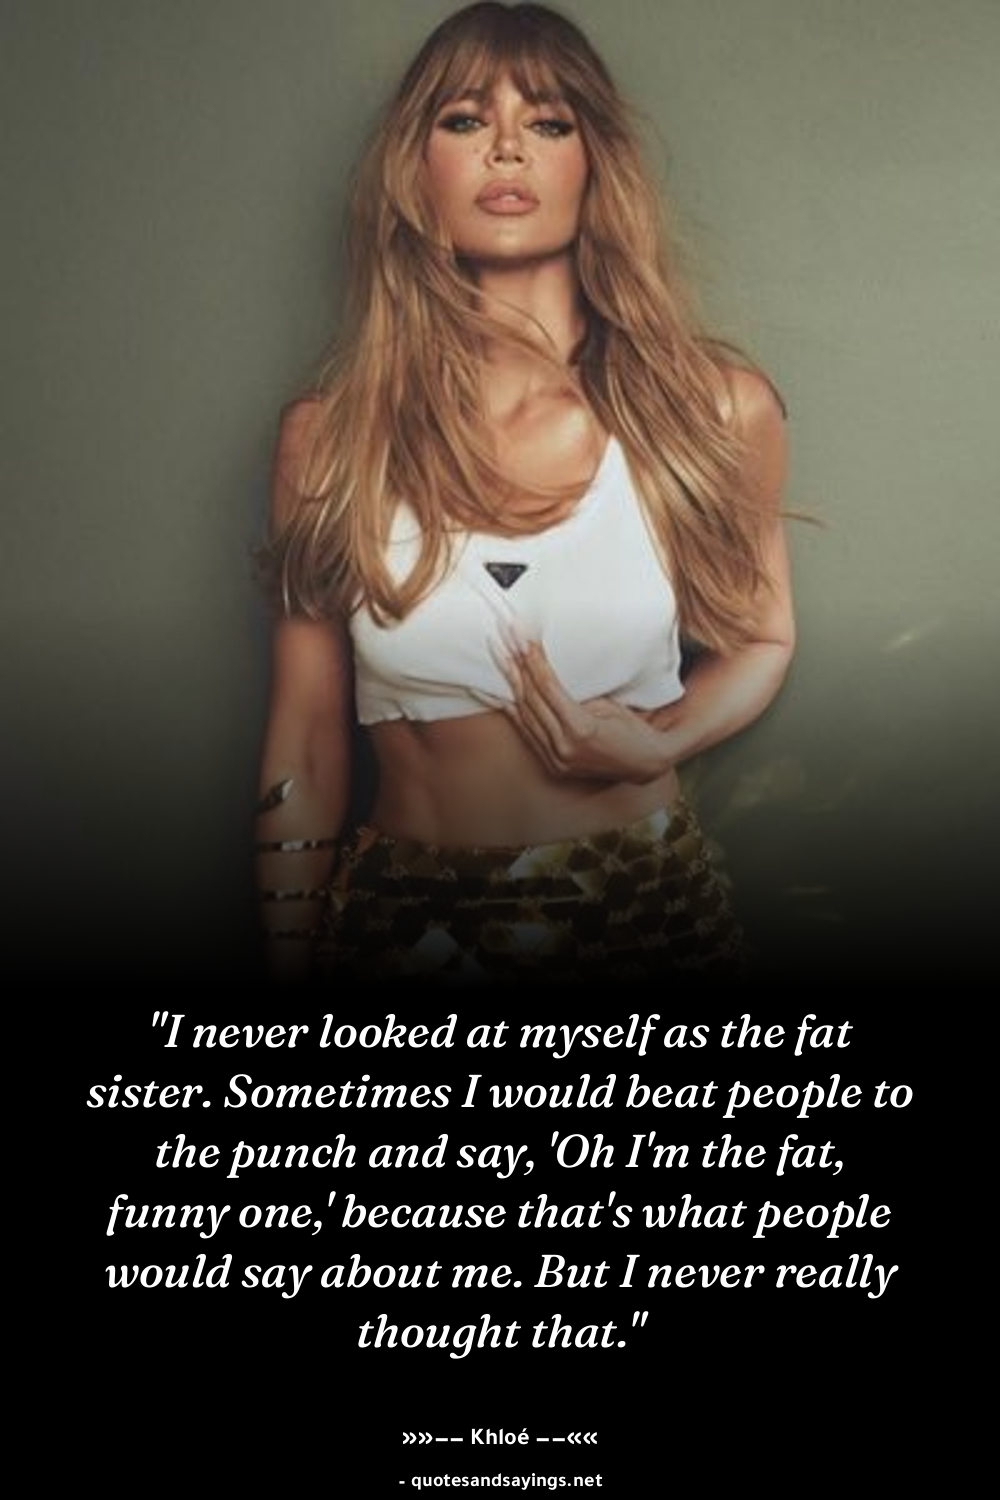 "I never looked at myself as the fat
sister. Sometimes I would beat people to
the punch and say, 'Oh I'm the fat,
funny one,' because that's what people
would say about me. But I never really
thought that."
»»–– Khloé ––««
- quotesandsayings.net